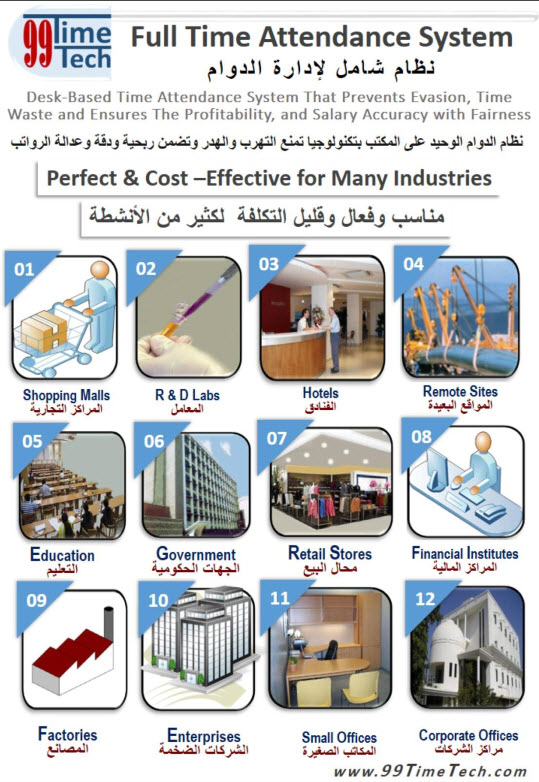 99 Time Tech
Full Time Attendance System
نظام شامل لإدارة الدوام
Desk-Based Time Attendance System That Prevents Evasion, Time
Waste and Ensures The Profitability, and Salary Accuracy with Fairness
نظام الدوام الوحيد على المكتب بتكنولوجيا تمنع التهرب والهدر وتضمن ربحية ودقة وعدالة الرواتب
Perfect & Cost –Effective for Many Industries
مناسب وفعال وقليل التكلفة لكثير من الأنشطة
01
02
03
04
Shopping Malls
المراكز التجارية
R & D Labs
المعامل
Hotels
الفنادق
Remote Sites
المواقع البعيدة
05
06
07
08
Education
التعليم
Government
الجهات الحكومية
Retail Stores
محال البيع
Financial Institutes
المراكز المالية
09
10
11
12
Factories
المصانع
Enterprises
الشركات الضخمة
Small Offices
المكاتب الصغيرة
Corporate Offices
مراكز الشركات
www.99TimeTech.com